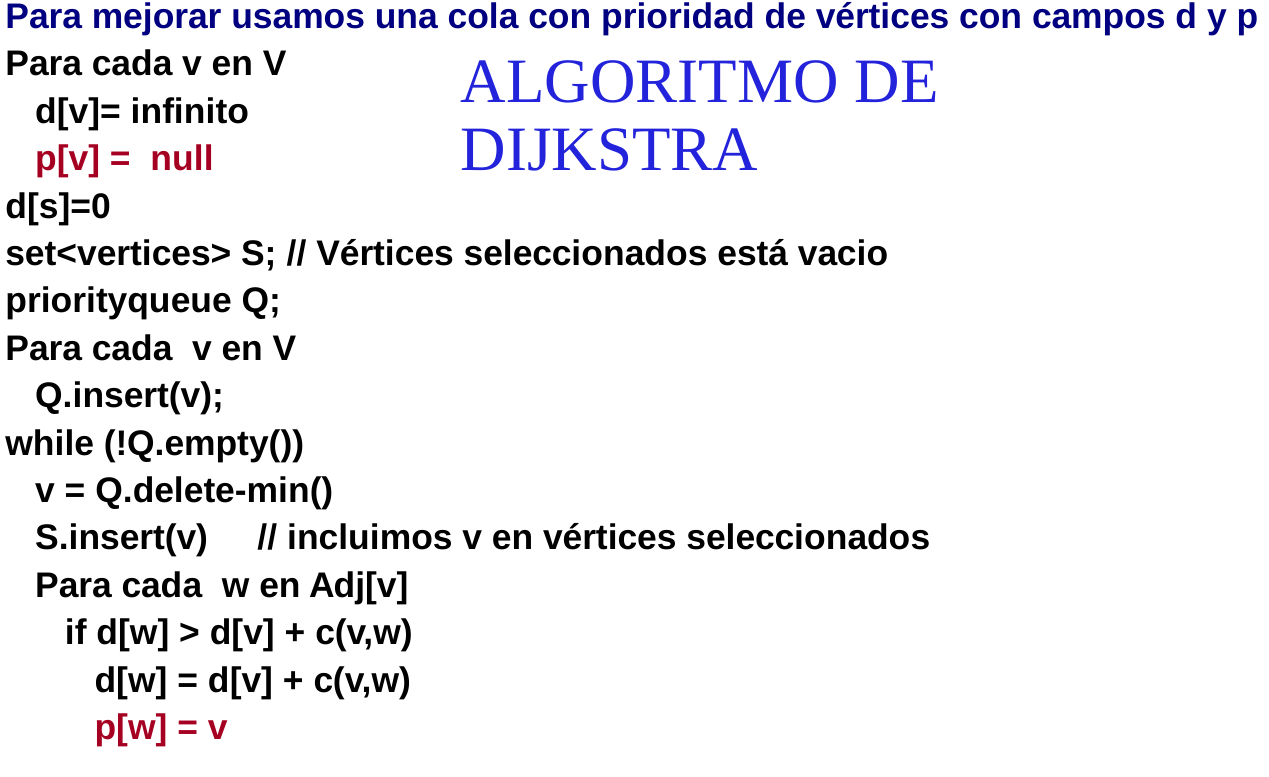 Para mejorar usamos una cola con prioridad de vértices con campos d y p
ALGORITMO DE
DIJKSTRA
Para cada v en V
d[v]= infinito
p[v] = null
d[s]=0
set<vertices> S; // Vértices seleccionados está vacio
priorityqueue Q;
Para cada v en V
Q.insert(v);
while (!Q.empty())
v = Q.delete-min()
S.insert(v) // incluimos v en vértices seleccionados
Para cada w en Adj[v]
if d[w] > d[v] + c(v,w)
d[w] = d[v] + c(v,w)
p[w] = v